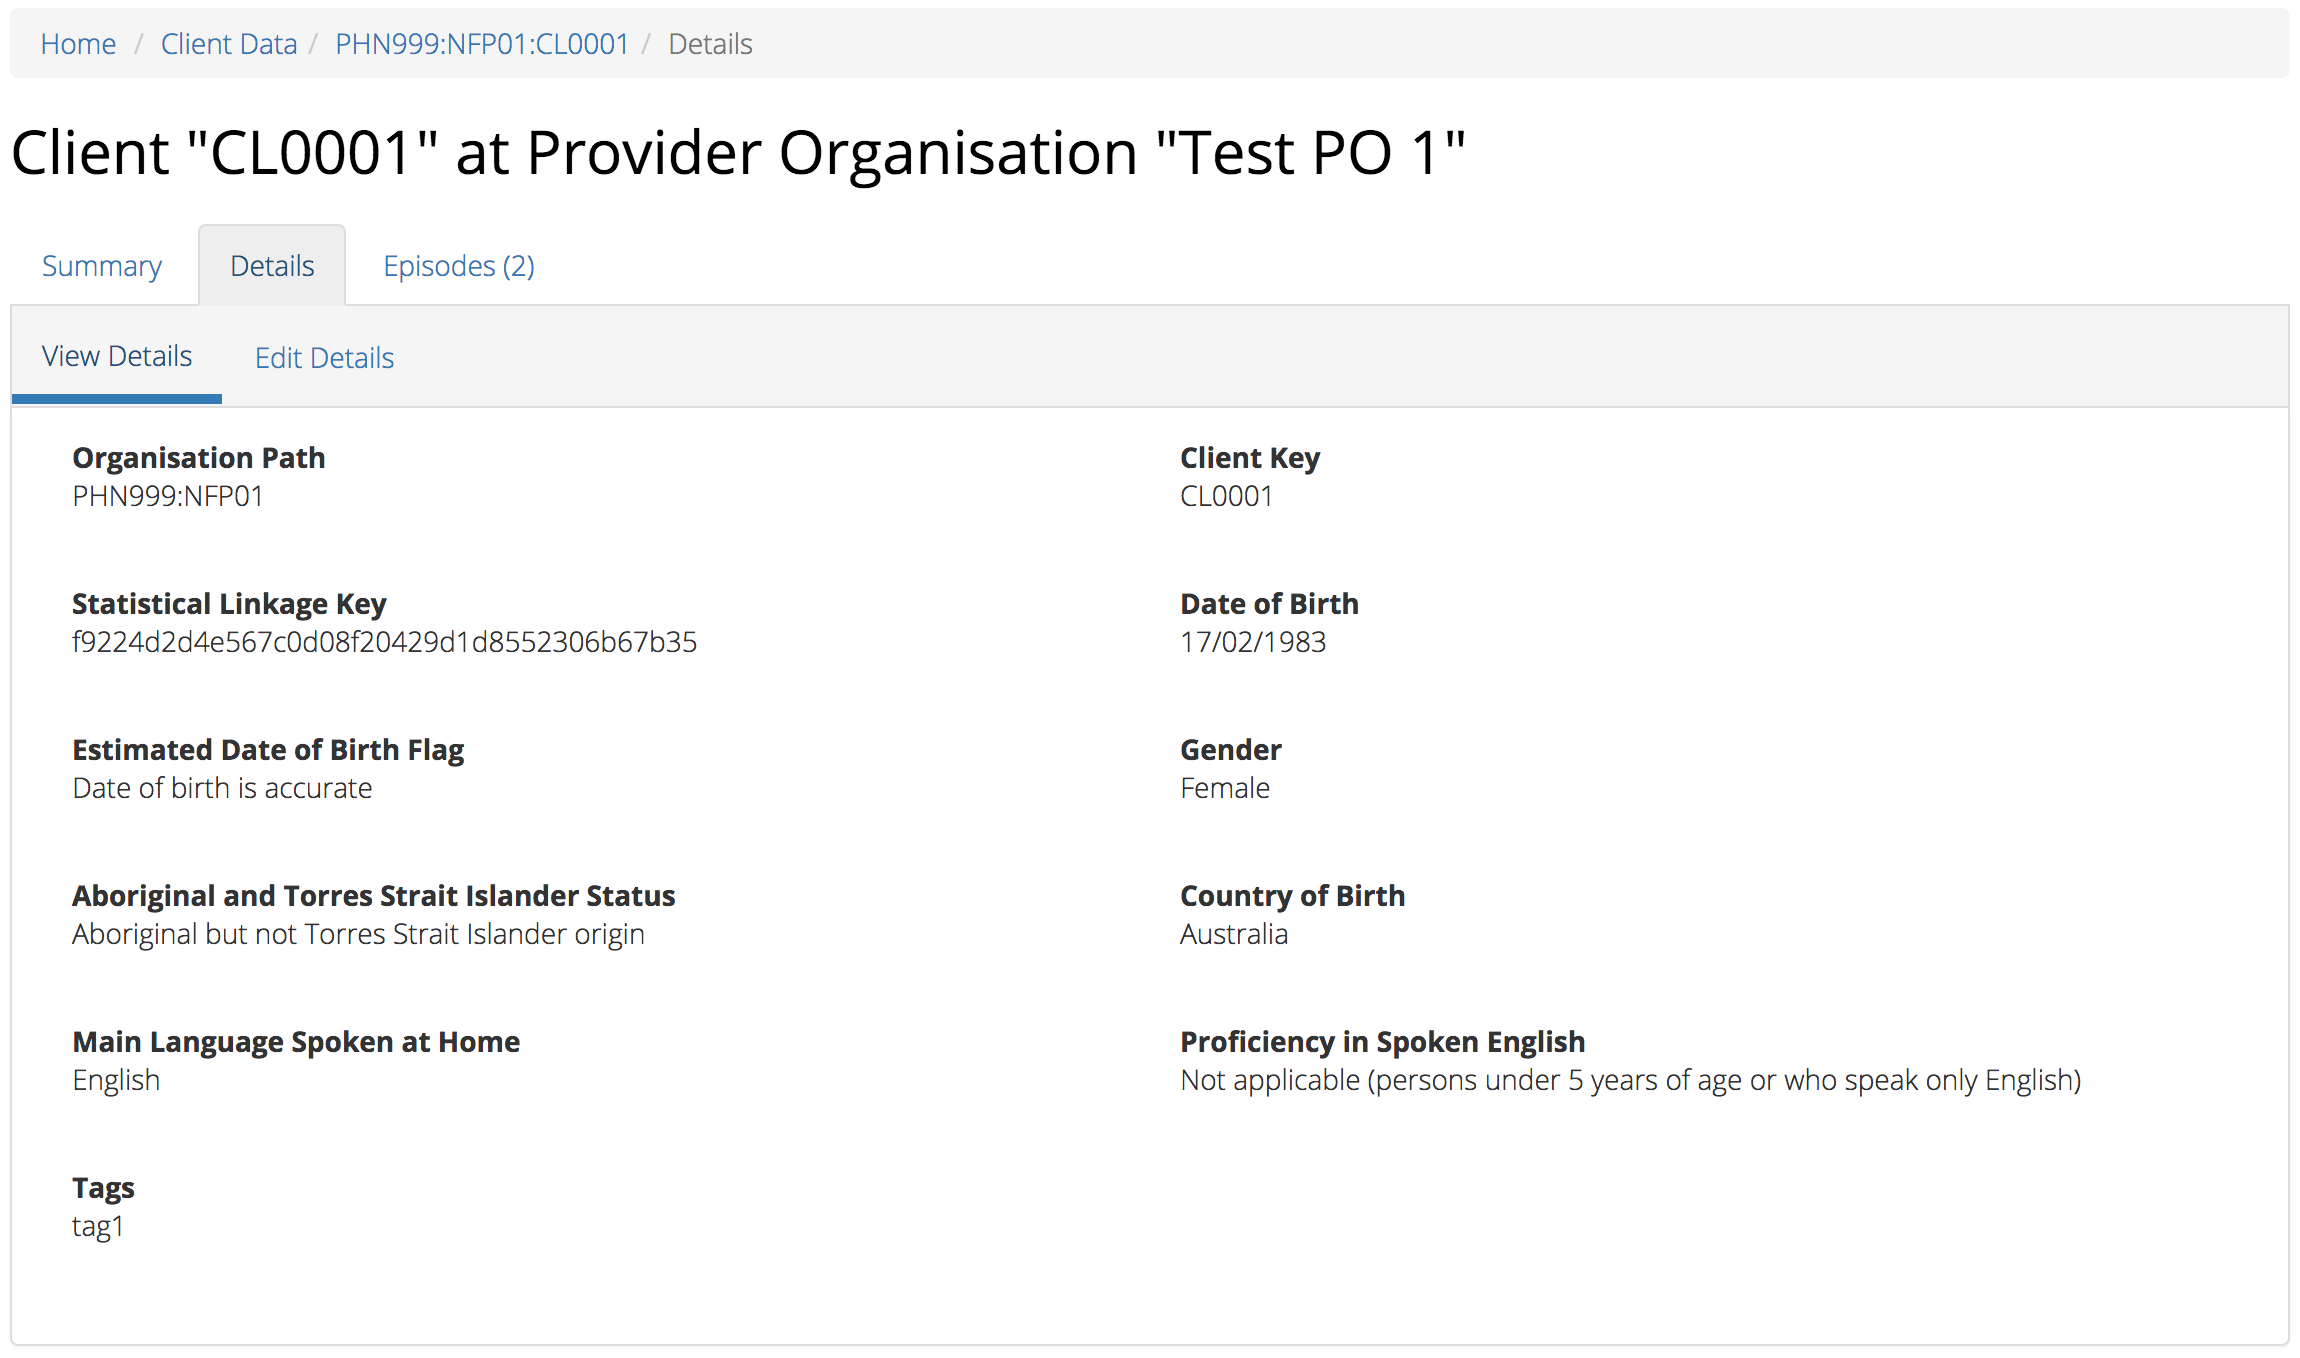 Home / Client Data / PHN999:NFP01:CL0001 / Details
Client "CL0001" at Provider Organisation "Test PO 1"
Summary Details Episodes (2)
View Details Edit Details
Organisation Path
PHN999:NFP01
Client Key
CL0001
Statistical Linkage Key
f9224d2d4e567c0d08f20429d1d8552306b67b35
Date of Birth
17/02/1983
Estimated Date of Birth Flag
Date of birth is accurate
Gender
Female
Aboriginal and Torres Strait Islander Status
Aboriginal but not Torres Strait Islander origin
Country of Birth
Australia
Main Language Spoken at Home
English
Proficiency in Spoken English
Not applicable (persons under 5 years of age or who speak only English)
Tags
tag1